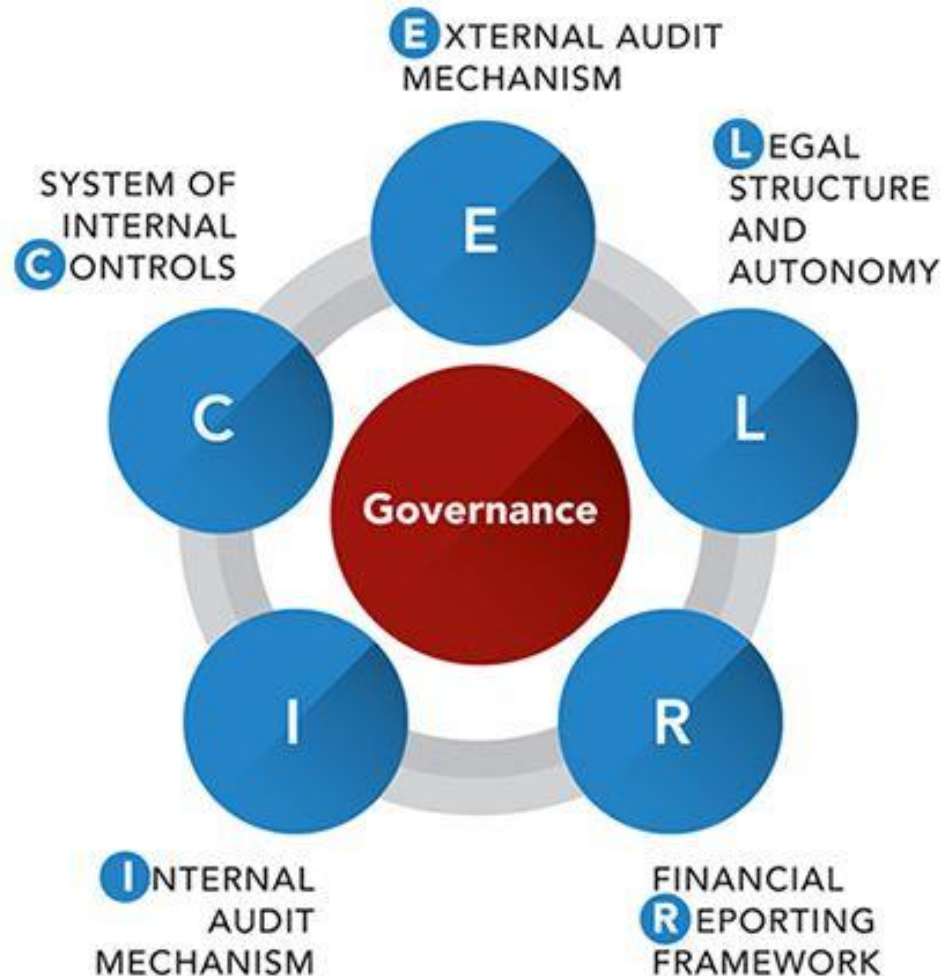 EXTERNAL AUDIT
MECHANISM
LEGAL
STRUCTURE
AND
AUTONOMY
SYSTEM OF
INTERNAL
CONTROLS
E
C
L
Governance
I
R
INTERNAL
AUDIT
MECHANISM
FINANCIAL
REPORTING
FRAMEWORK